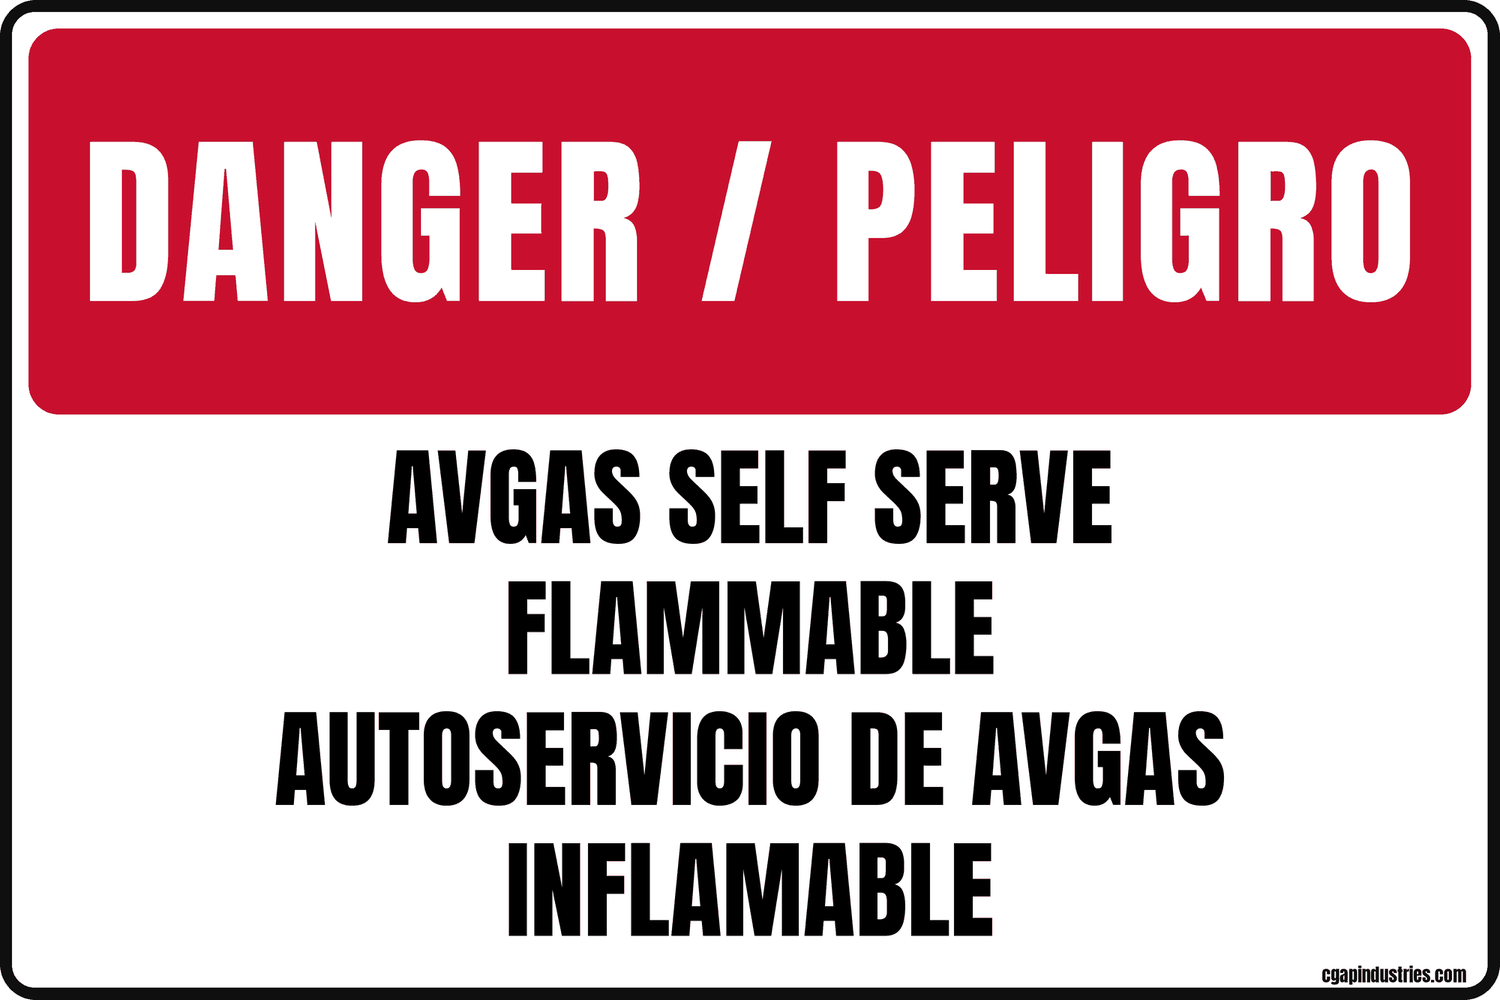 DANGER / PELIGRO
AVGAS SELF SERVE
FLAMMABLE
AUTOSERVICIO DE AVGAS
INFLAMABLE
cgapindustries.com